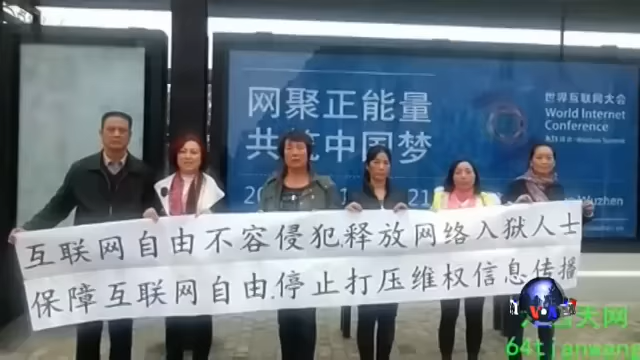 网聚正能量
共筑中国梦
世界互联网大会
World Internet
Conference
Wuzhen
互联网自由不容侵犯释放网络入狱人士
保障互联网自由.停止打压维权信息传播
天网
64tianwang